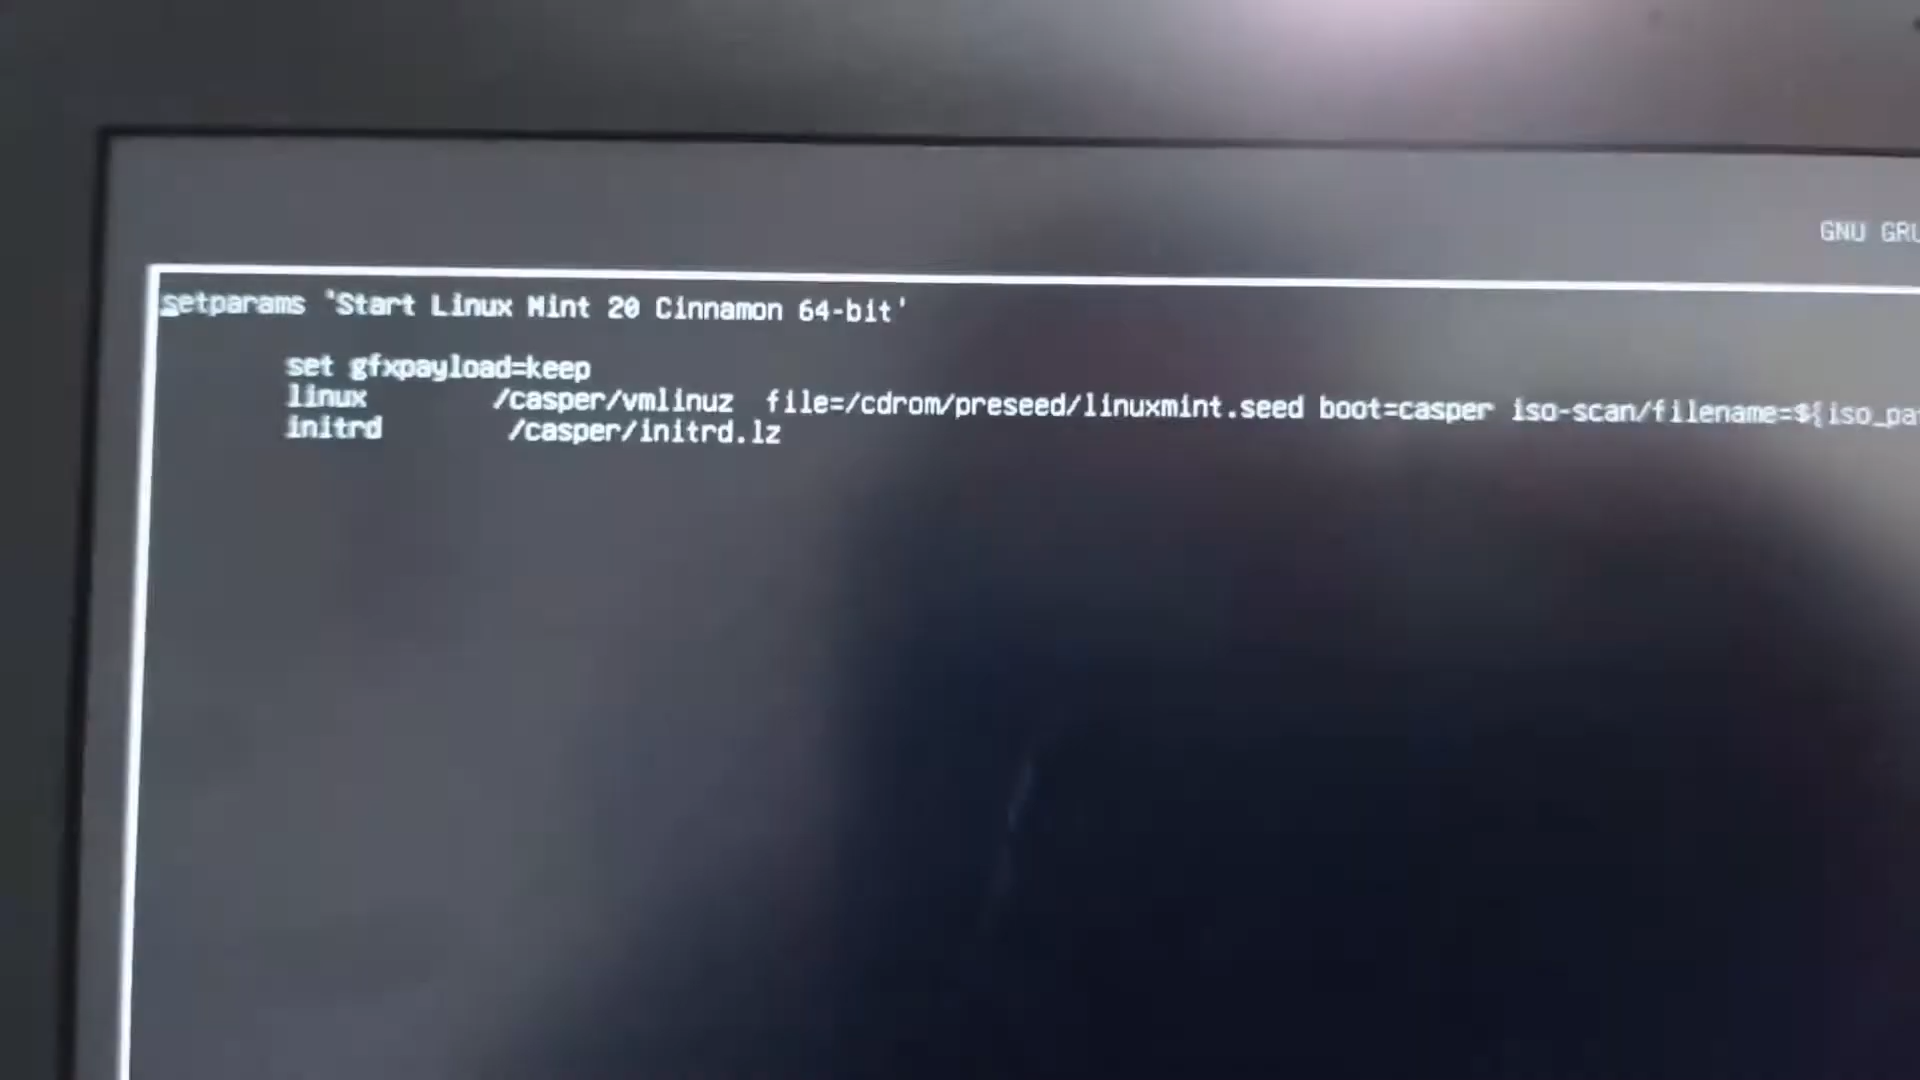 GNU
setparams 'Start Linux Mint 20 Cinnamon 64-bit'
set gfxpayload=keep
linux /casper/vmlinuz file=/cdrom/preseed/linuxmint.seed boot=casper iso-scan/filename=${iso_pa
initrd /casper/initrd.lz